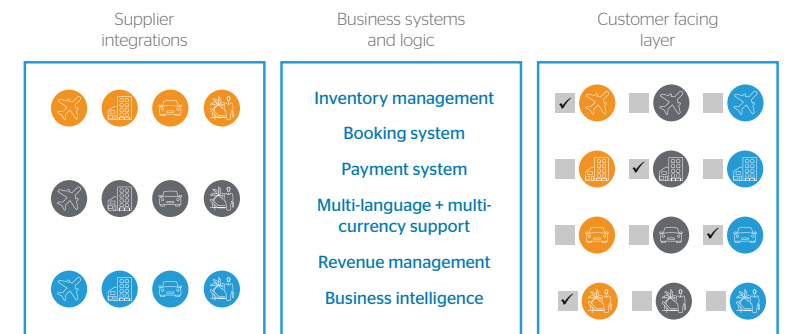 Supplier
integrations
Business systems
and logic
Customer facing
layer
Inventory management
Booking system
Payment system
Multi-language + multi-
currency support
Revenue management
Business intelligence